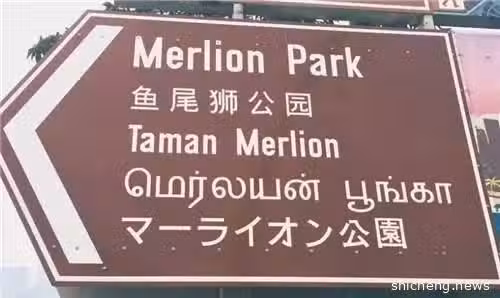 Merlion Park
鱼尾狮公园
Taman Merlion
மெர்லயன் பூங்கா
マーライオン公園
shicheng.news